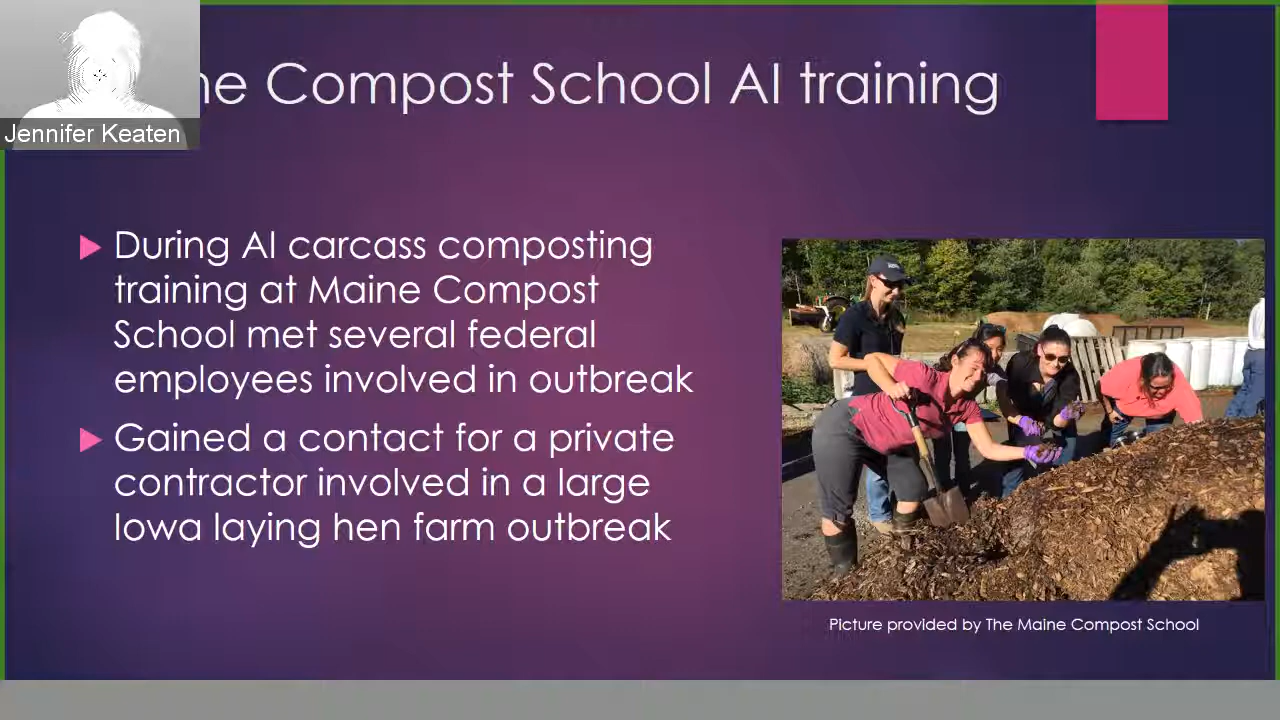 ne Compost School AI training
Jennifer Keaten
During AI carcass composting
training at Maine Compost
School met several federal
employees involved in outbreak
Gained a contact for a private
contractor involved in a large
Iowa laying hen farm outbreak
Picture provided by The Maine Compost School